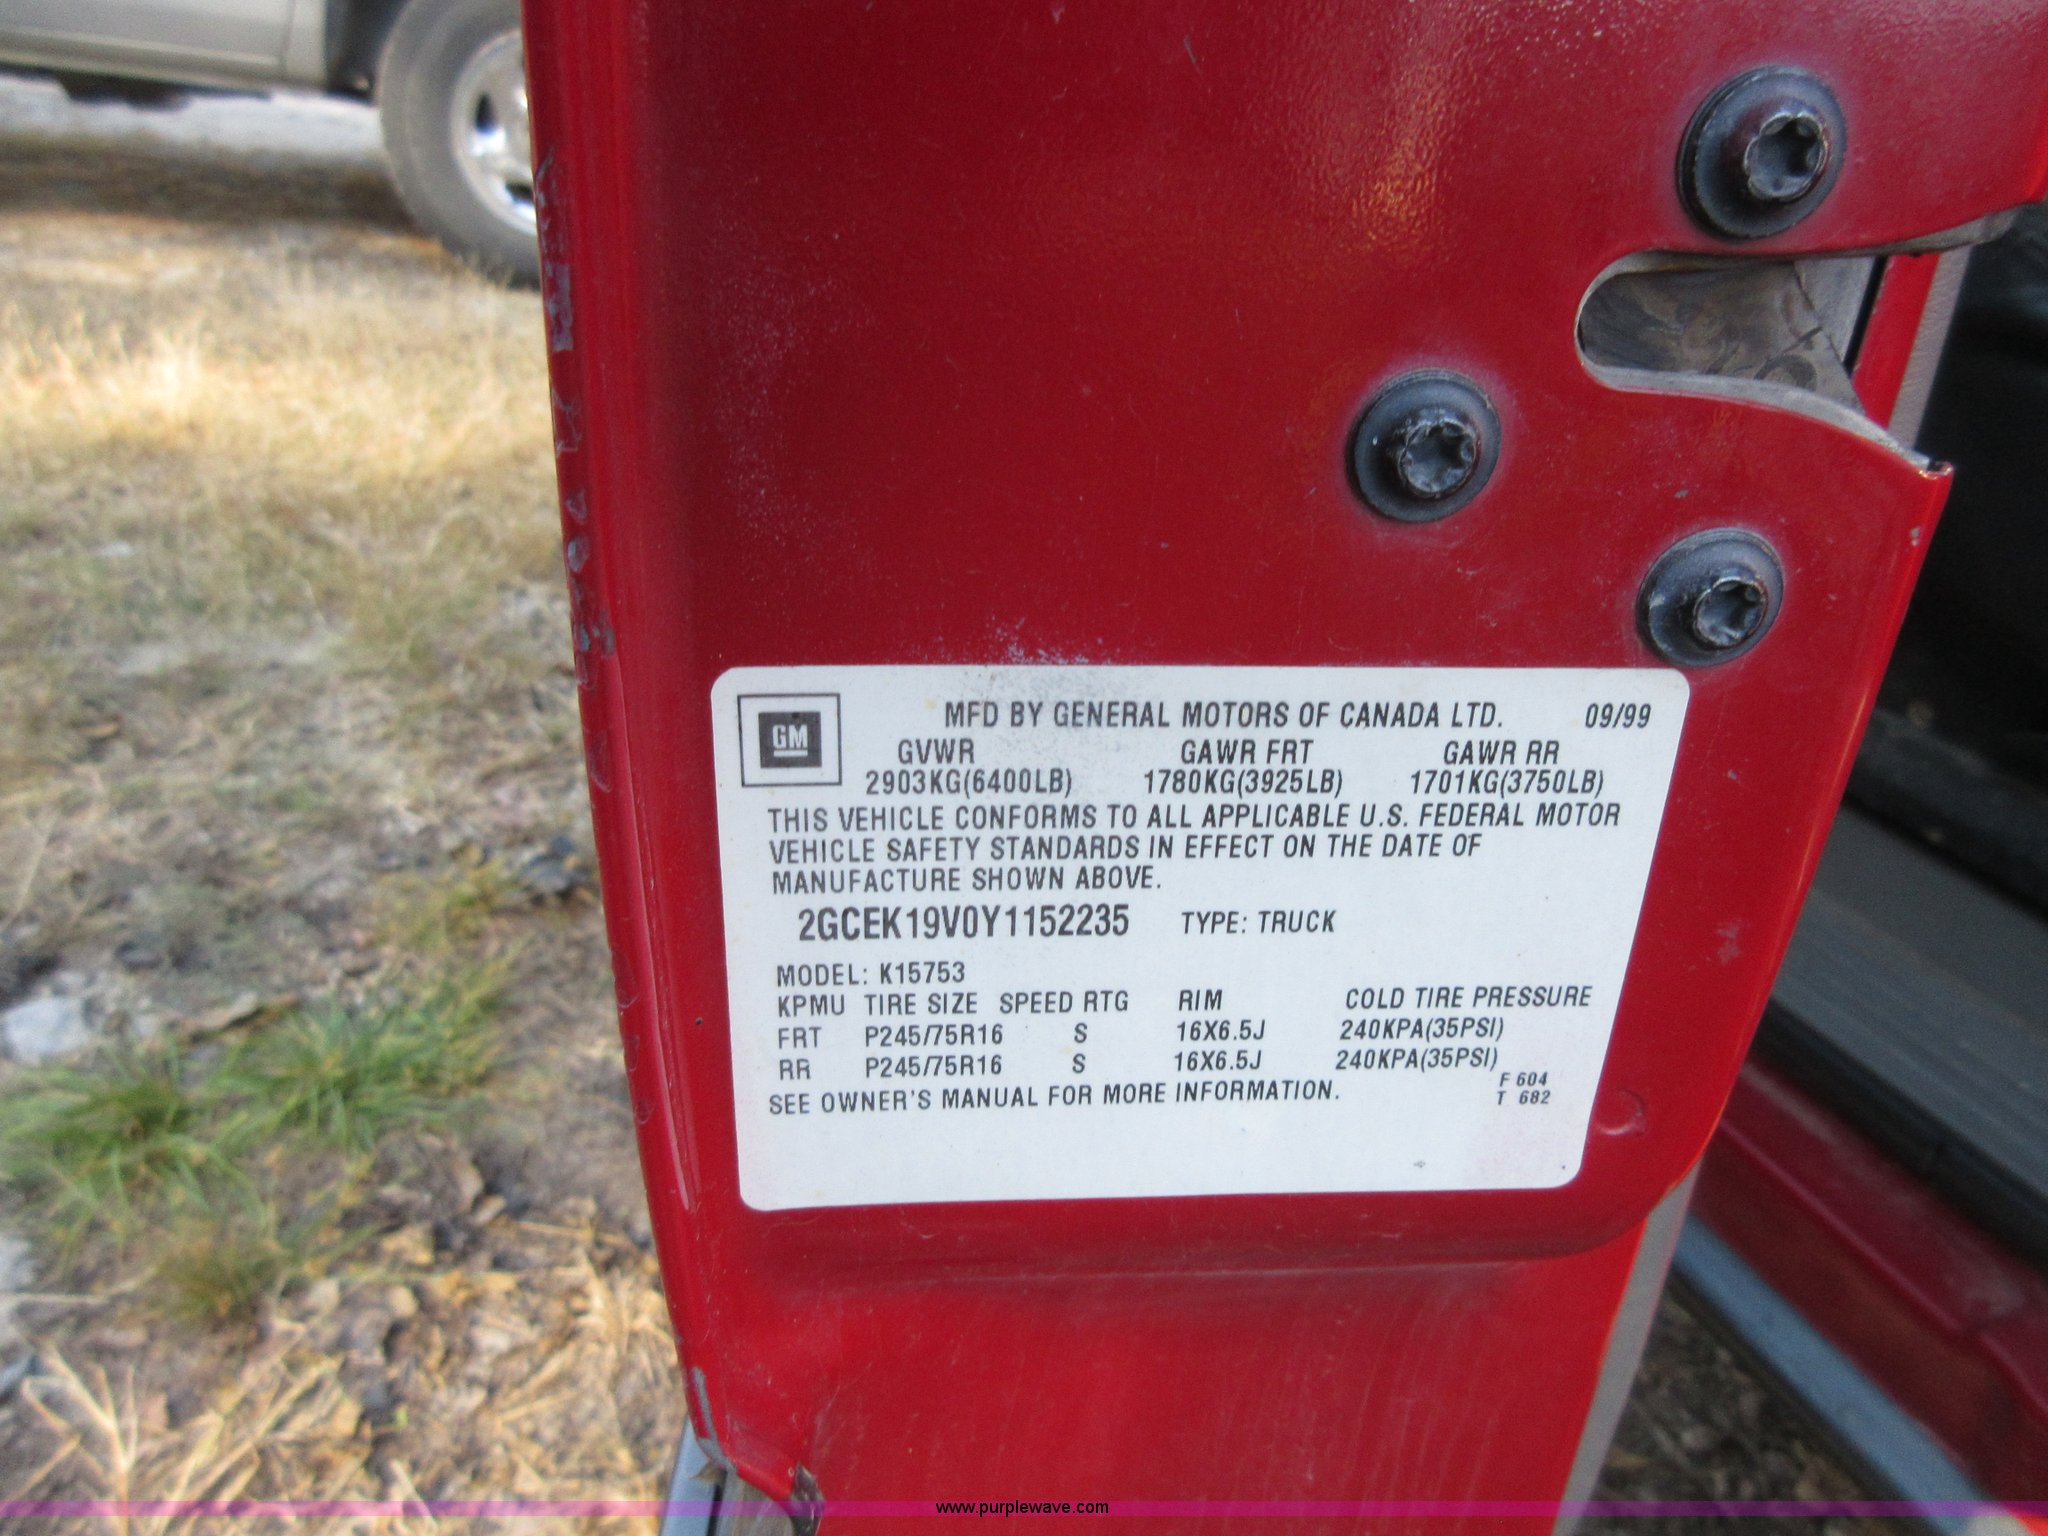 GM
MFD BY GENERAL MOTORS OF CANADA LTD. 09/99
GVWR GAWR FRT GAWR RR
2903KG(6400LB) 1780KG(3925LB) 1701KG(3750LB)
THIS VEHICLE CONFORMS TO ALL APPLICABLE U.S. FEDERAL MOTOR
VEHICLE SAFETY STANDARDS IN EFFECT ON THE DATE OF
MANUFACTURE SHOWN ABOVE.
2GCEK19V0Y1152235 TYPE: TRUCK
MODEL: K15753
KPMU TIRE SIZE SPEED RTG RIM COLD TIRE PRESSURE
FRT P245/75R16 S 16X6.5J 240KPA(35PSI)
RR P245/75R16 S 16X6.5J 240KPA(35PSI)
F 604
SEE OWNER'S MANUAL FOR MORE INFORMATION. T 682
www.purplewave.com